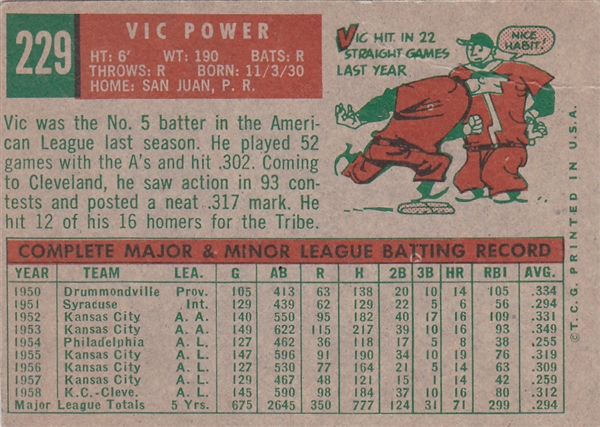 229
VIC POWER
HT: 6' WT: 190 BATS: R
THROWS: R BORN: 11/3/30
HOME: SAN JUAN, P. R.
VIC HIT IN 22
STRAIGHT GAMES
LAST YEAR
NICE
HABIT!
Vic was the No. 5 batter in the Ameri-
can League last season. He played 52
games with the A's and hit .302. Coming
to Cleveland, he saw action in 93 con-
tests and posted a neat .317 mark. He
hit 12 of his 16 homers for the Tribe.
COMPLETE MAJOR & MINOR LEAGUE BATTING RECORD
YEAR TEAM LEA. G AB R H 2B 3B HR RBI AVG.
1950 Drummondville Prov. 105 413 63 138 20 10 14 105 .334
1951 Syracuse Int. 129 439 62 129 22 5 6 56 .294
1952 Kansas City A. A. 140 550 95 182 40 17 16 109 .331
1953 Kansas City A. A. 149 622 115 217 39 10 16 93 .349
1954 Philadelphia A. L. 127 462 36 118 17 5 8 38 .255
1955 Kansas City A. L. 147 596 91 190 34 10 19 76 .319
1956 Kansas City A. L. 127 530 77 164 21 5 14 63 .309
1957 Kansas City A. L. 129 467 48 121 15 1 14 42 .259
1958 K.C.-Cleve. A. L. 145 590 98 184 37 10 16 80 .312
Major League Totals 5 Yrs. 675 2645 350 777 124 31 71 299 .294
© T. C. G. PRINTED IN U.S.A.